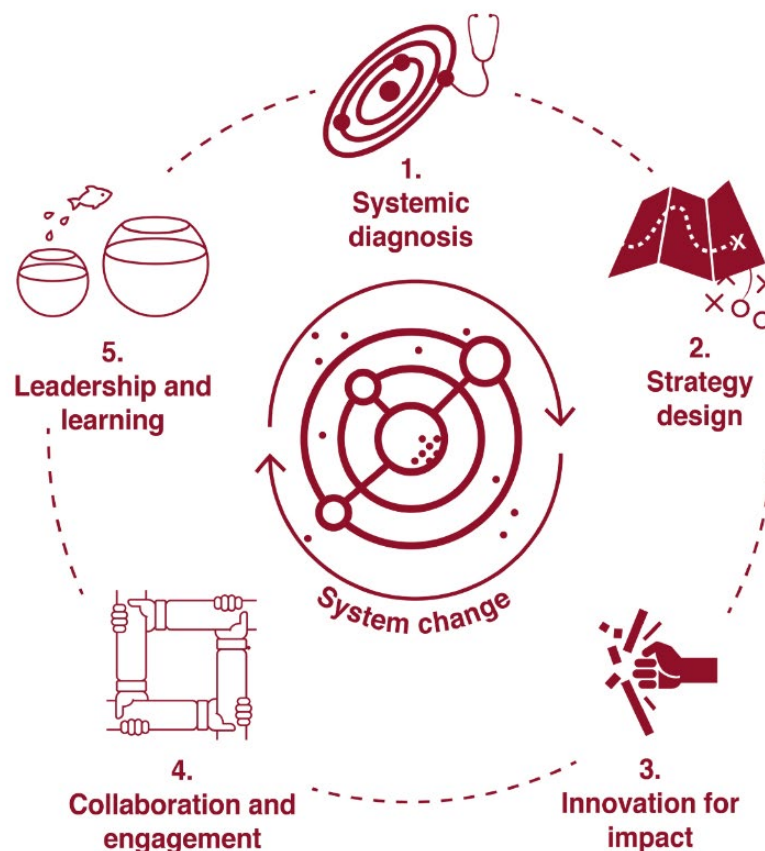 1.
Systemic
diagnosis
2.
Strategy
design
3.
Innovation for
impact
4.
Collaboration and
engagement
5.
Leadership and
learning
System change